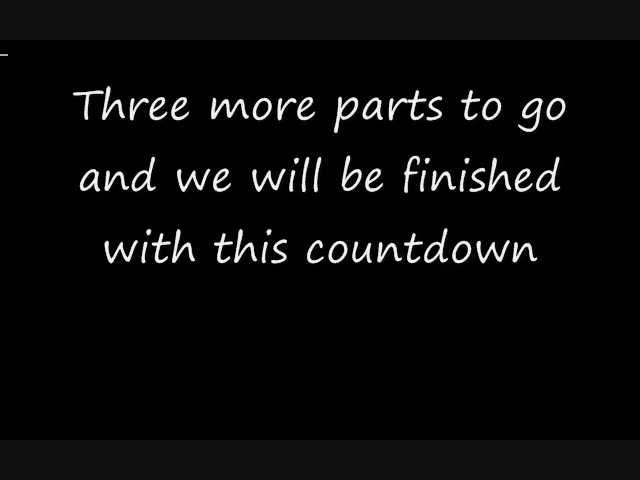 Three more parts to go
and we will be finished
with this countdown